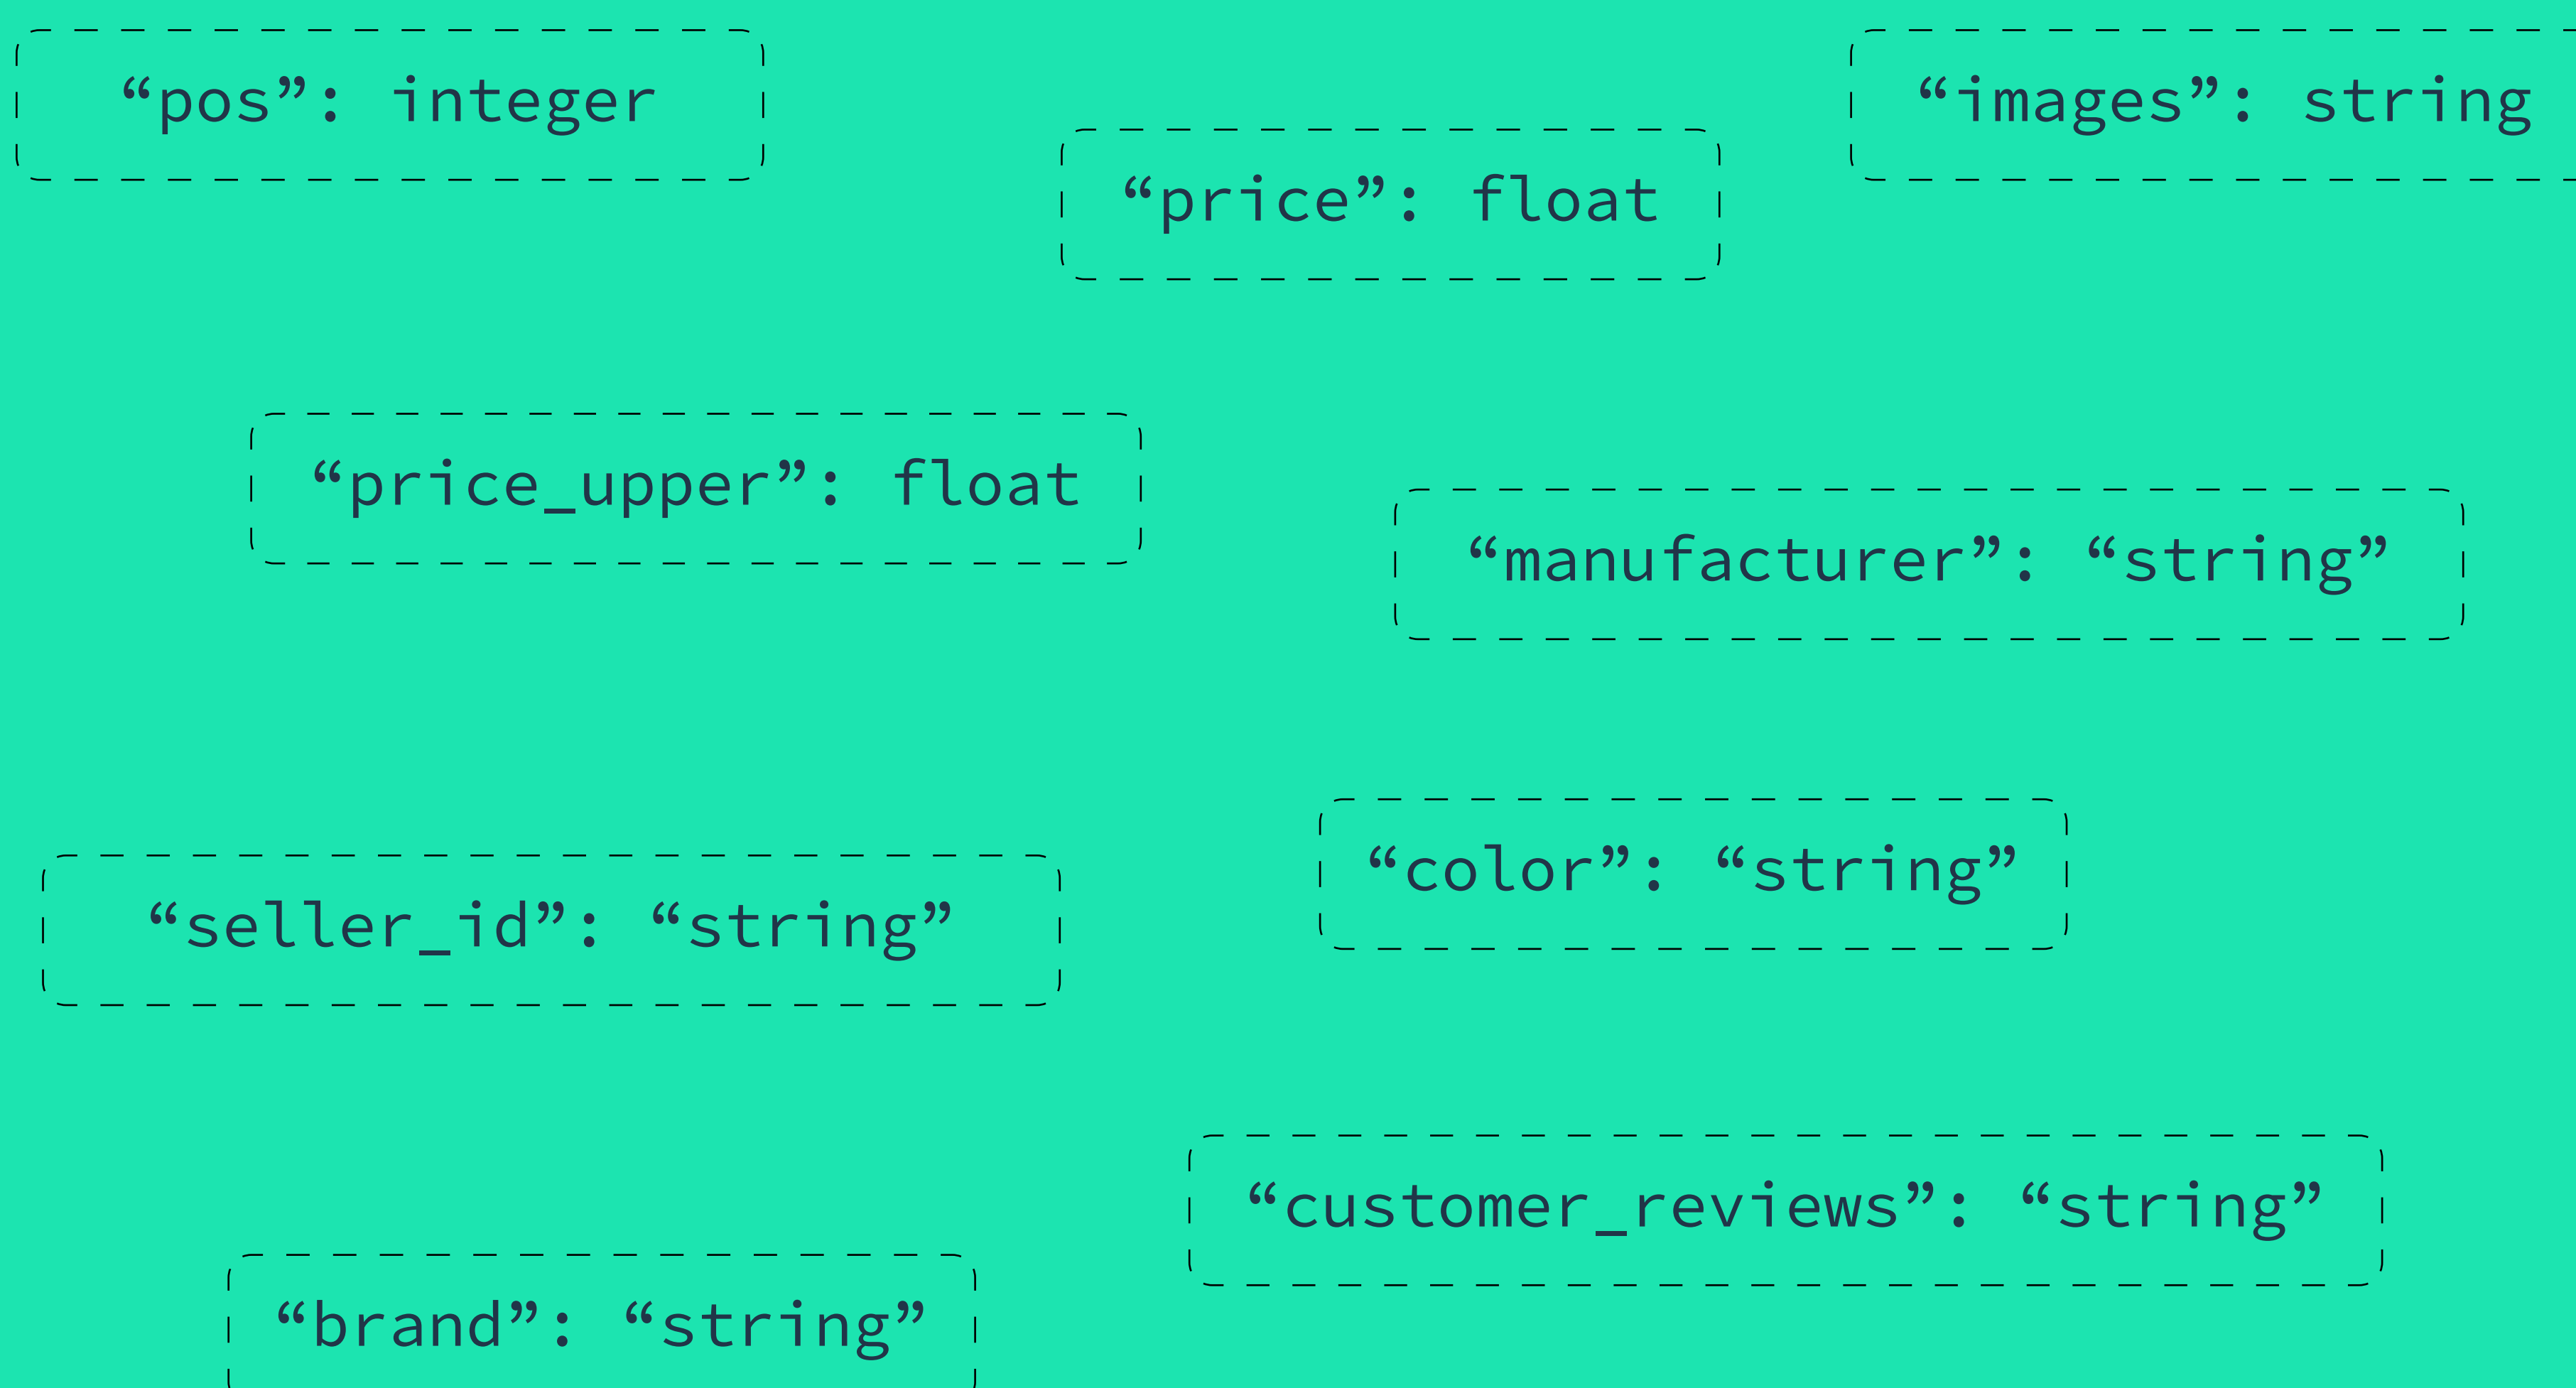 “pos”: integer
“images”: string
“price”: float
“price_upper”: float
“manufacturer”: “string”
“color”: “string”
“seller_id”: “string”
“customer_reviews”: “string”
“brand”: “string”